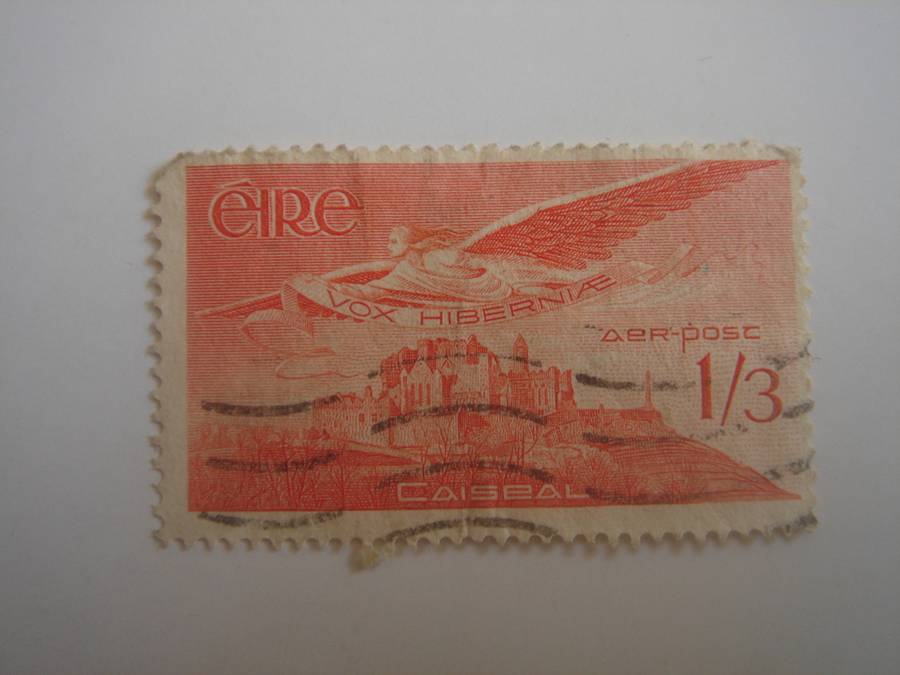 ÉIRe
VOX HIBERNIÆ
aer-post
1/3
Caiseal